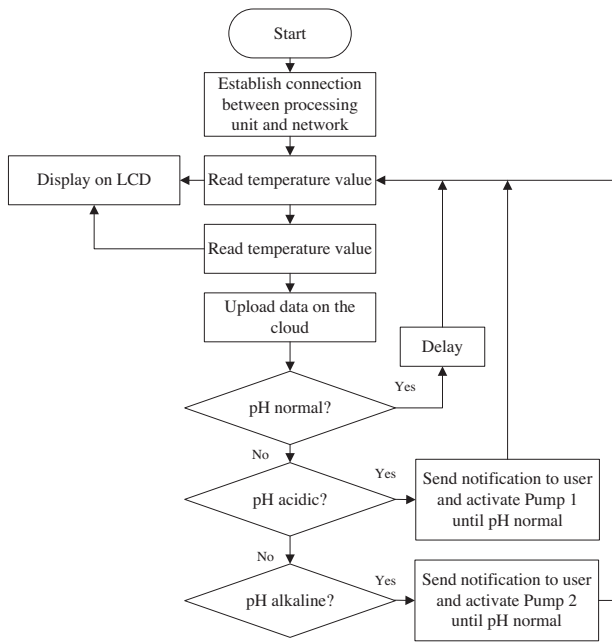 Start
Establish connection
between processing
unit and network
Display on LCD
Read temperature value
Read temperature value
Upload data on the
cloud
Delay
pH normal?
Yes
No
pH acidic?
Yes
Send notification to user
and activate Pump 1
until pH normal
No
pH alkaline?
Yes
Send notification to user
and activate Pump 2
until pH normal